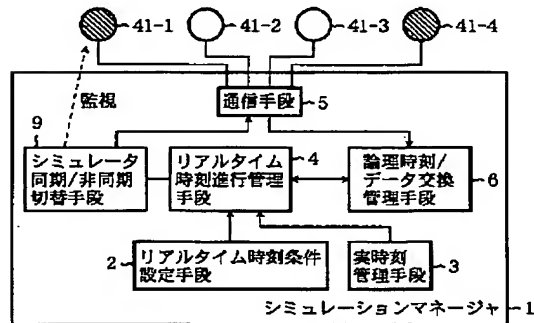 41-1
41-2
41-3
41-4
監視
通信手段
5
9
シミュレータ
同期/非同期
切替手段
リアルタイム
時刻進行管理
手段
4
論理時刻/
データ交換
管理手段
6
2
リアルタイム時刻条件
設定手段
実時刻
管理手段
3
シミュレーションマネージャ
1